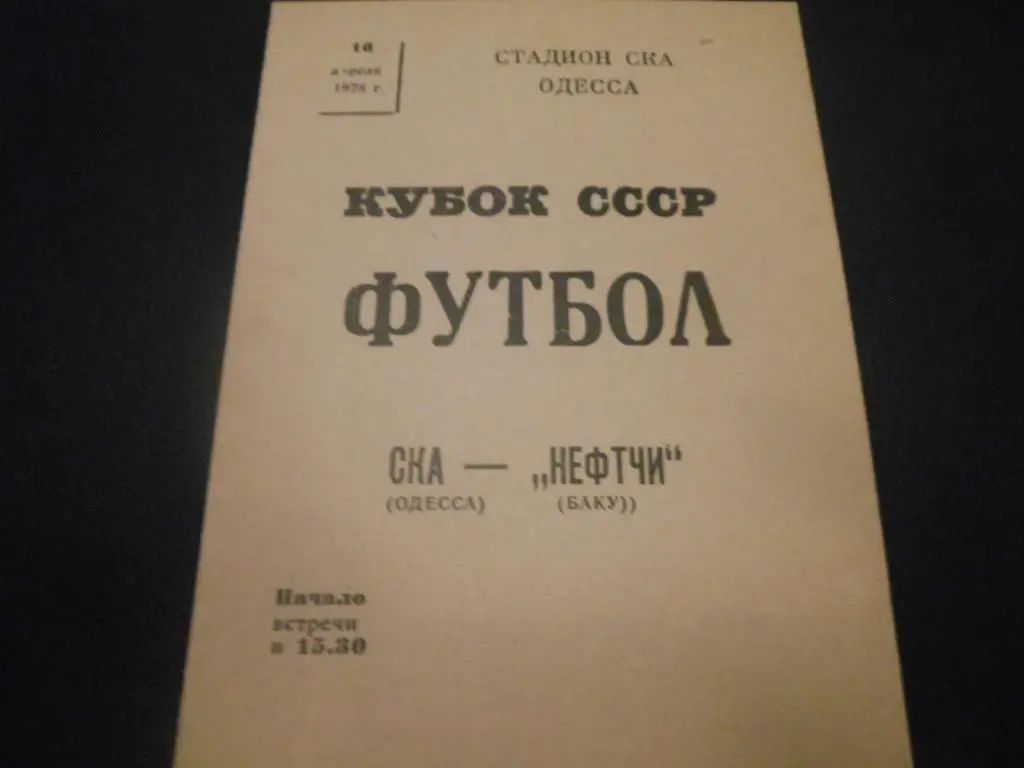 16
апреля
1978 г.
СТАДИОН СКА
ОДЕССА
КУБОК СССР
ФУТБОЛ
СКА — „НЕФТЧИ“
(ОДЕССА) (БАКУ))
Начало
встречи
в 15.30